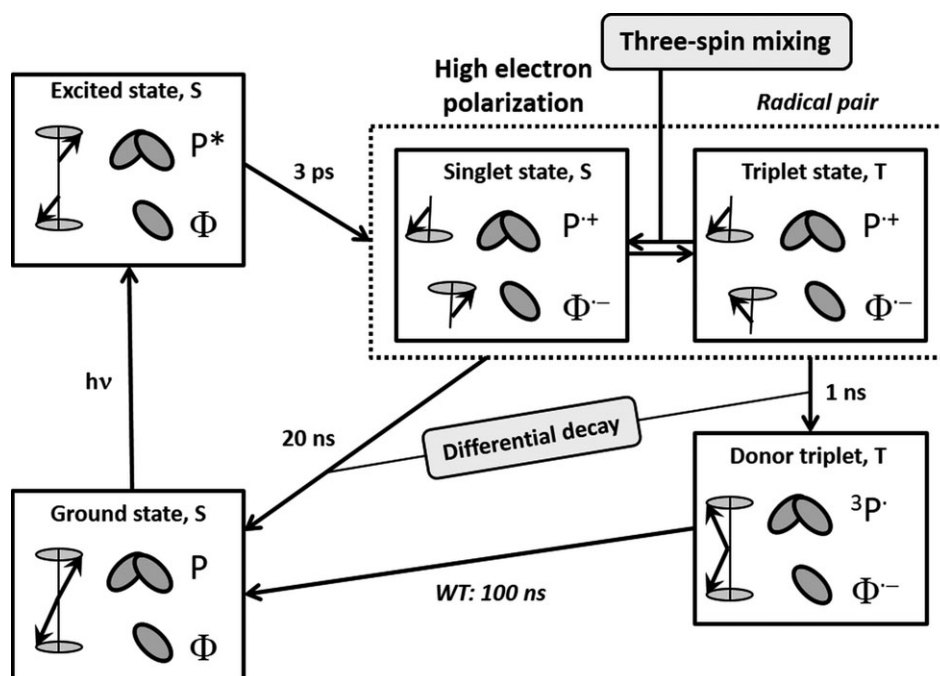 Three-spin mixing
High electron
polarization
Radical pair
Excited state, S
P*
Φ
3 ps
Singlet state, S
P·+
Φ·−
Triplet state, T
P·+
Φ·−
hν
20 ns
Differential decay
1 ns
Donor triplet, T
³P·
Φ·−
Ground state, S
P
Φ
WT: 100 ns